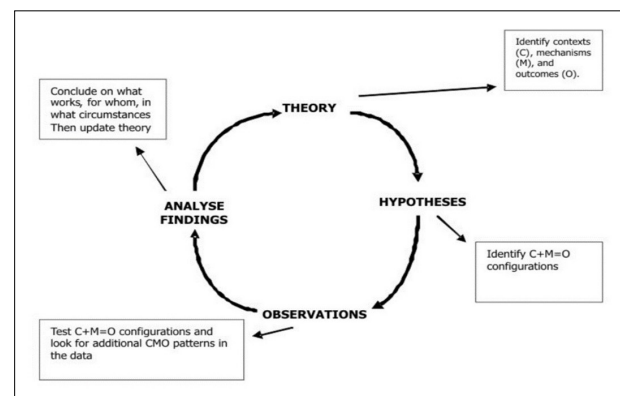 THEORY
Identify contexts
(C), mechanisms
(M), and
outcomes (O).
HYPOTHESES
Identify C+M=O
configurations
OBSERVATIONS
Test C+M=O configurations and
look for additional CMO patterns in
the data
ANALYSE
FINDINGS
Conclude on what
works, for whom, in
what circumstances
Then update theory